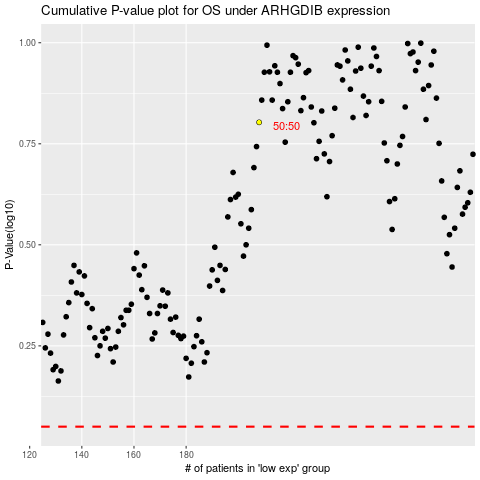 Cumulative P-value plot for OS under ARHGDIB expression
1.00
0.75
0.50
0.25
P-Value(log10)
50:50
120 140 160 180
# of patients in 'low exp' group